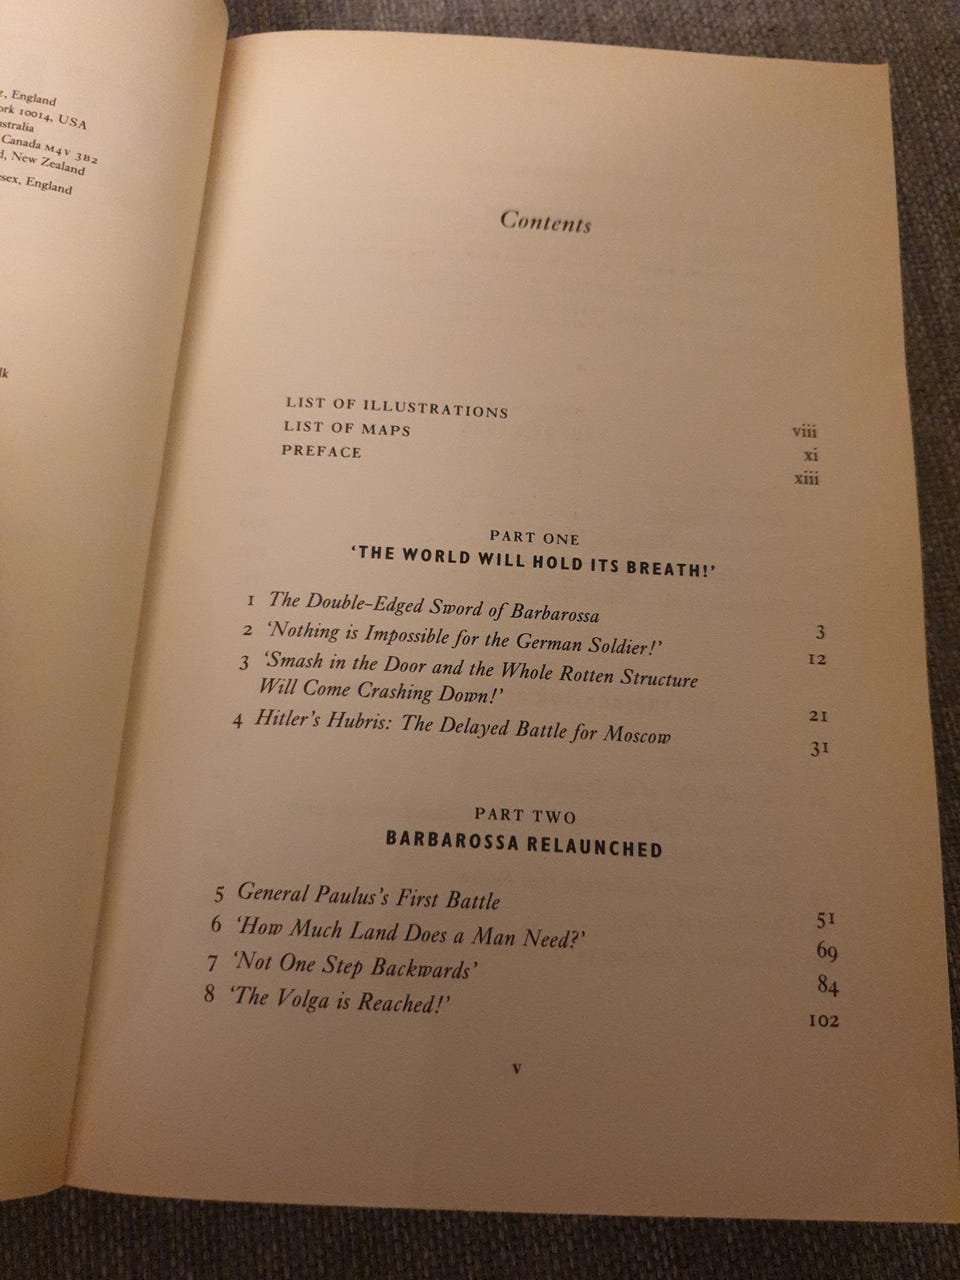 , England
ork 10014, USA
Canada M4V 3B2
, New Zealand
England
Contents
LIST OF ILLUSTRATIONS viii
LIST OF MAPS xi
PREFACE xiii
PART ONE
‘THE WORLD WILL HOLD ITS BREATH!’
1 The Double-Edged Sword of Barbarossa 3
2 ‘Nothing is Impossible for the German Soldier!’ 12
3 ‘Smash in the Door and the Whole Rotten Structure
Will Come Crashing Down!’ 21
4 Hitler’s Hubris: The Delayed Battle for Moscow 31
PART TWO
BARBAROSSA RELAUNCHED
5 General Paulus’s First Battle 51
6 ‘How Much Land Does a Man Need?’ 69
7 ‘Not One Step Backwards’ 84
8 ‘The Volga is Reached!’ 102
v